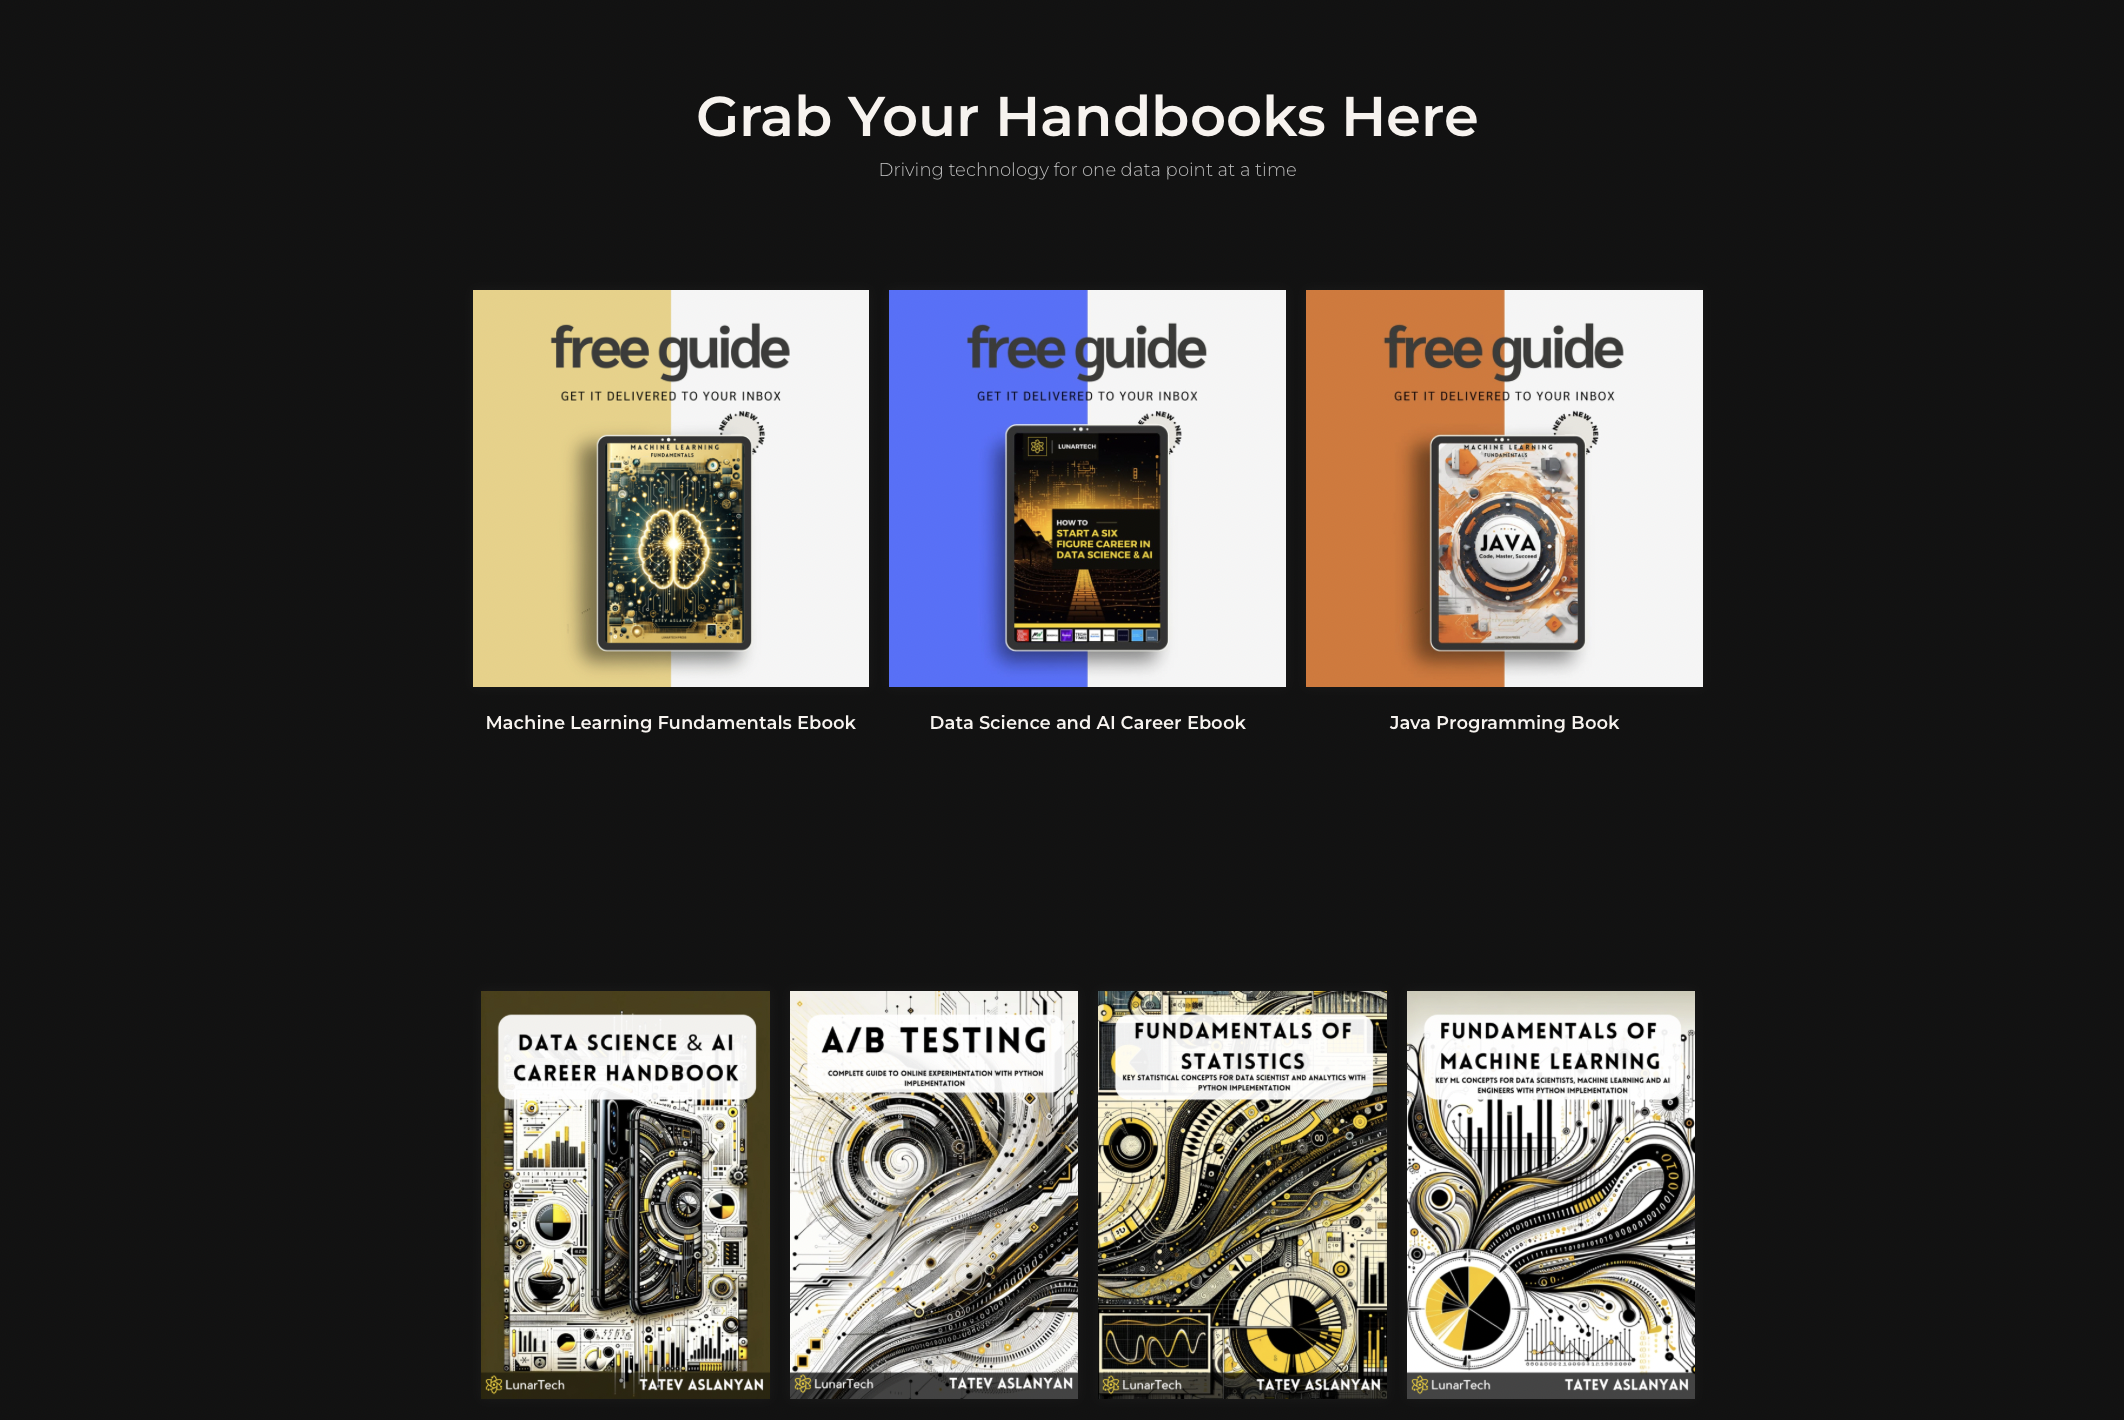 Grab Your Handbooks Here
Driving technology for one data point at a time
free guide
GET IT DELIVERED TO YOUR INBOX
NEW • NEW • NEW
MACHINE LEARNING
FUNDAMENTALS
TATEV ASLANYAN
LUNARTECH PRESS
Machine Learning Fundamentals Ebook
free guide
GET IT DELIVERED TO YOUR INBOX
NEW • NEW • NEW
LUNARTECH
HOW TO
START A SIX
FIGURE CAREER IN
DATA SCIENCE & AI
Data Science and AI Career Ebook
free guide
GET IT DELIVERED TO YOUR INBOX
NEW • NEW • NEW
MACHINE LEARNING
FUNDAMENTALS
JAVA
Code, Master, Succeed
LUNARTECH PRESS
Java Programming Book
DATA SCIENCE & AI
CAREER HANDBOOK
LunarTech
TATEV ASLANYAN
A/B TESTING
COMPLETE GUIDE TO ONLINE EXPERIMENTATION WITH PYTHON
IMPLEMENTATION
LunarTech
TATEV ASLANYAN
FUNDAMENTALS OF
STATISTICS
KEY STATISTICAL CONCEPTS FOR DATA SCIENTIST AND ANALYTICS WITH
PYTHON IMPLEMENTATION
LunarTech
TATEV ASLANYAN
FUNDAMENTALS OF
MACHINE LEARNING
KEY ML CONCEPTS FOR DATA SCIENTISTS, MACHINE LEARNING AND AI
ENGINEERS WITH PYTHON IMPLEMENTATION
LunarTech
TATEV ASLANYAN